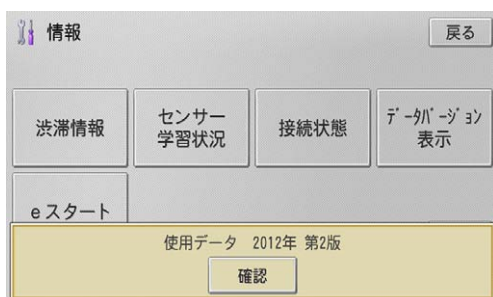 情報
戻る
渋滞情報
センサー
学習状況
接続状態
ﾃﾞｰﾀﾊﾞｰｼﾞｮﾝ
表示
eスタート
使用データ 2012年 第2版
確認